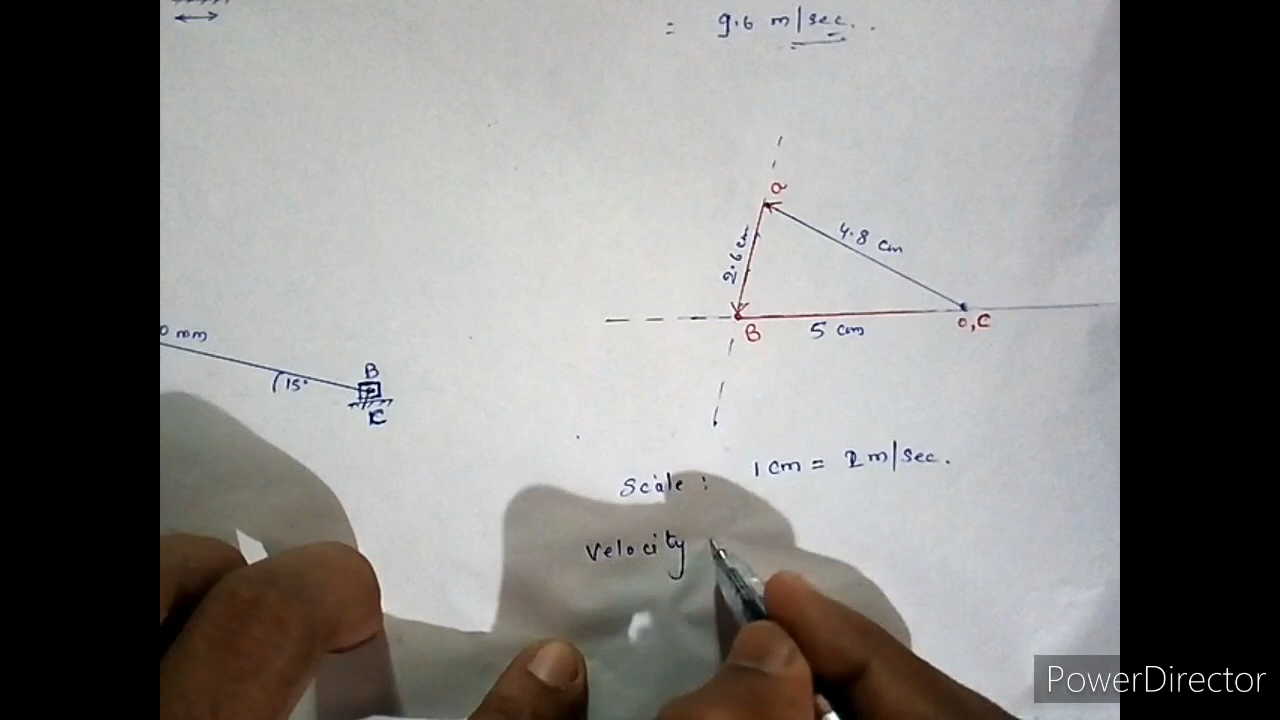 = 9.6 m/sec.
a
4.8 cm
2.6 cm
B
5 cm
o,c
0 mm
15°
B
C
Scale : 1 cm = 2 m/sec.
Velocity
PowerDirector